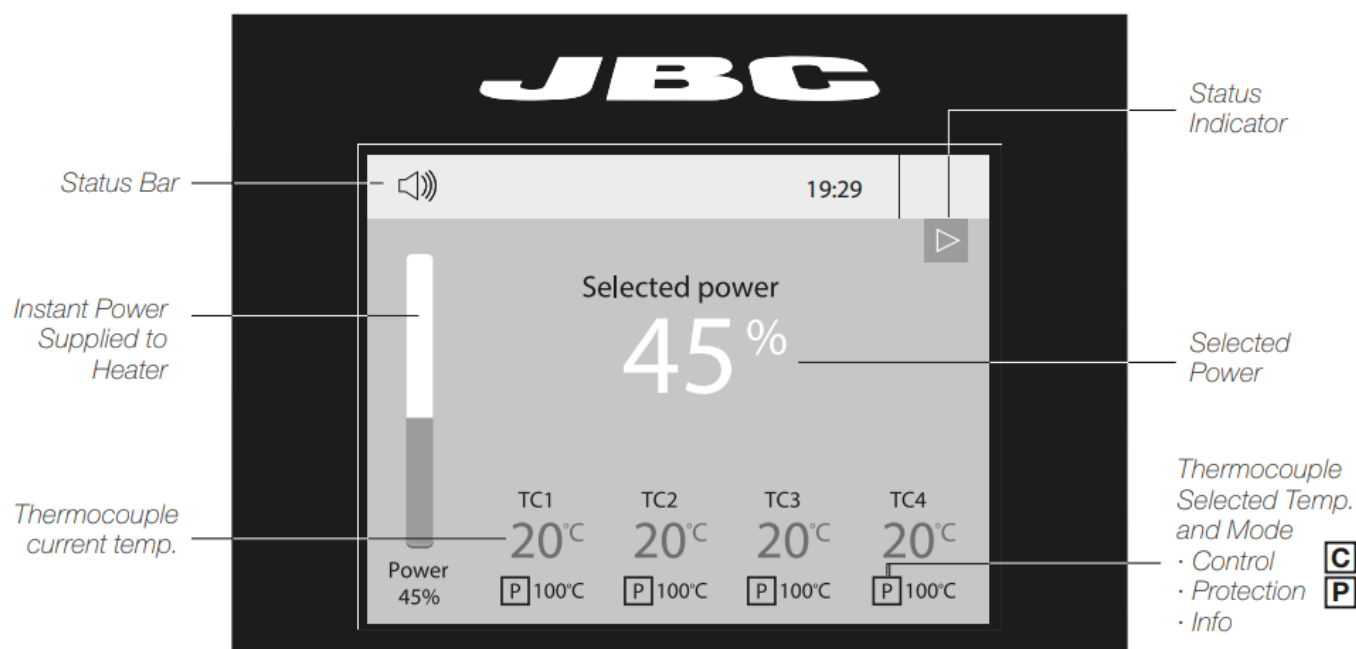 JBC
Status
Indicator
Status Bar
19:29
Selected power
45%
Instant Power
Supplied to
Heater
Selected
Power
Thermocouple
current temp.
TC1 TC2 TC3 TC4
20°C 20°C 20°C 20°C
P 100°C P 100°C P 100°C P 100°C
Power
45%
Thermocouple
Selected Temp.
and Mode
· Control C
· Protection P
· Info